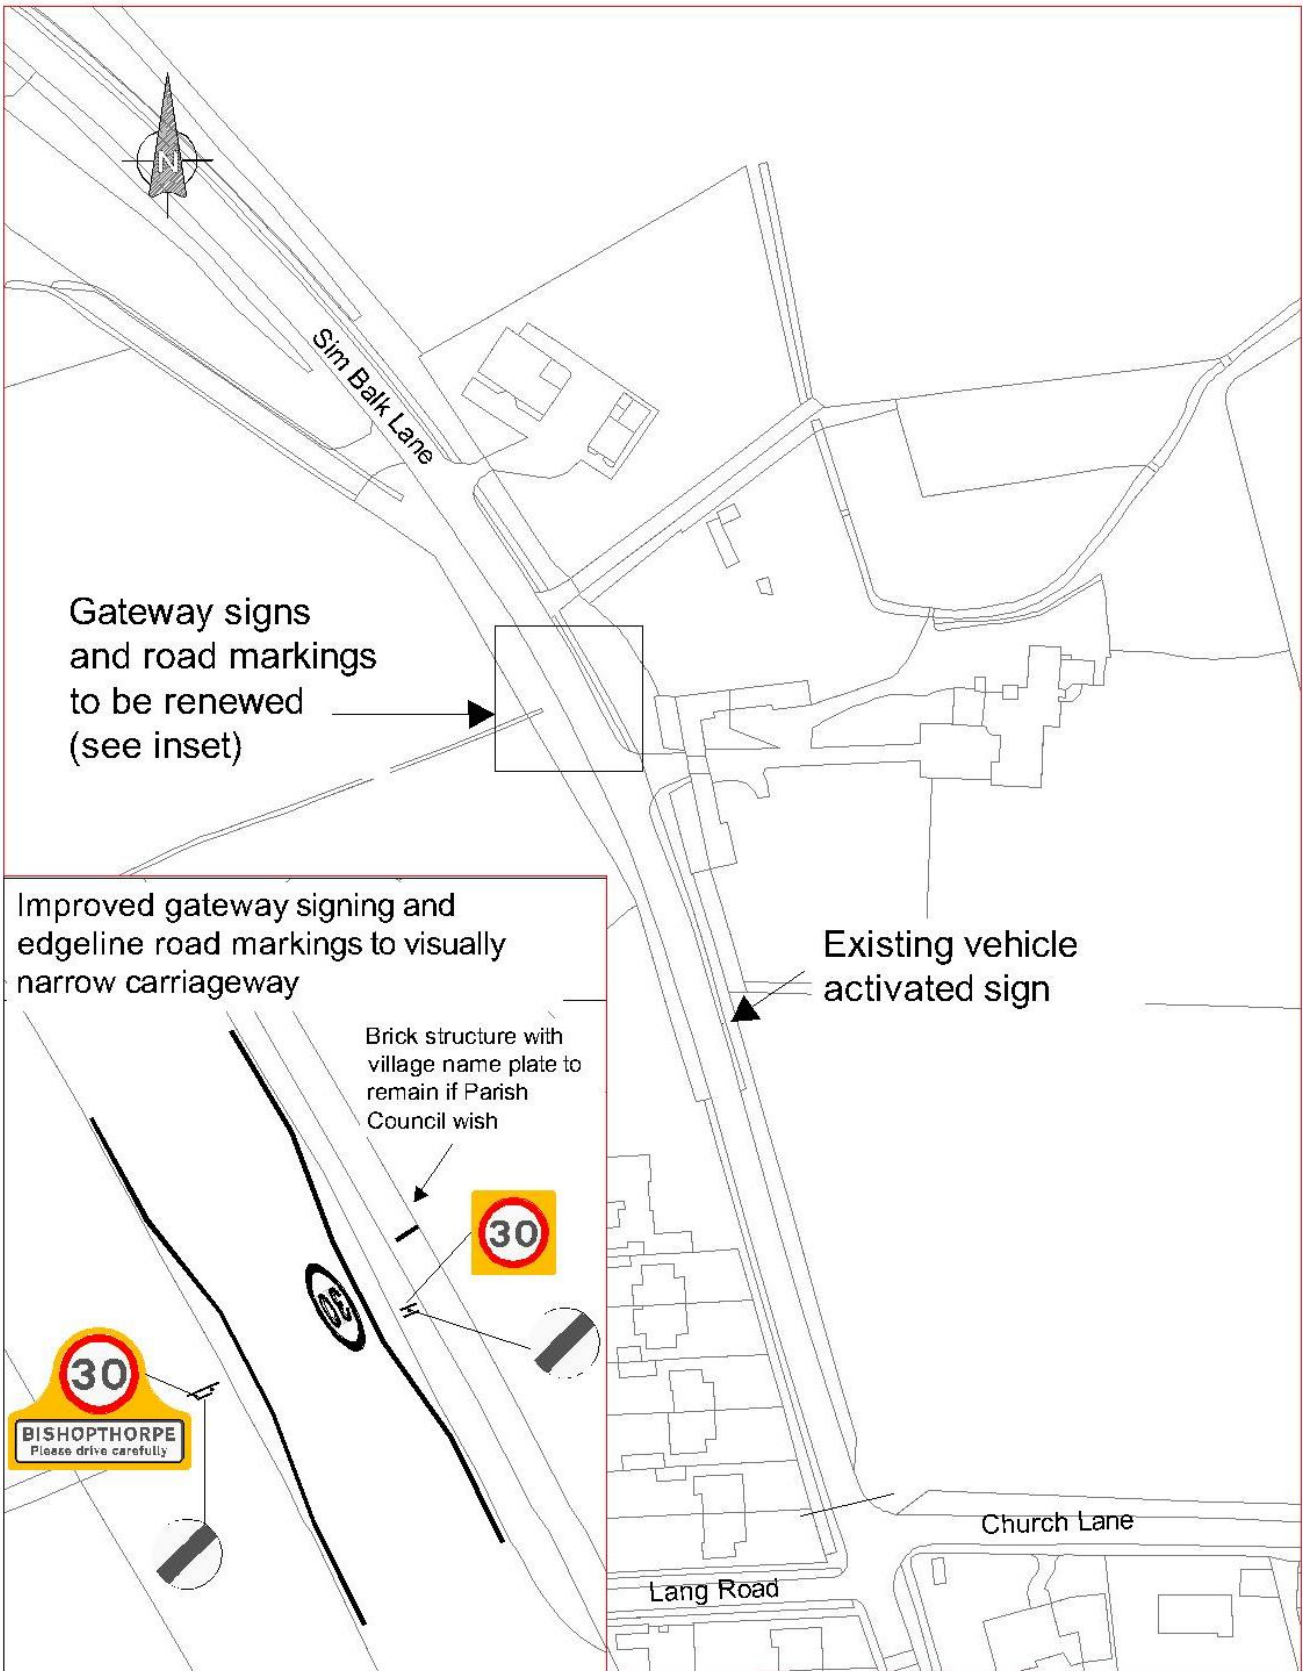 N
Sim Balk Lane
Gateway signs
and road markings
to be renewed
(see inset)
Existing vehicle
activated sign
Improved gateway signing and
edgeline road markings to visually
narrow carriageway
Brick structure with
village name plate to
remain if Parish
Council wish
30
30
30
BISHOPTHORPE
Please drive carefully
Church Lane
Lang Road